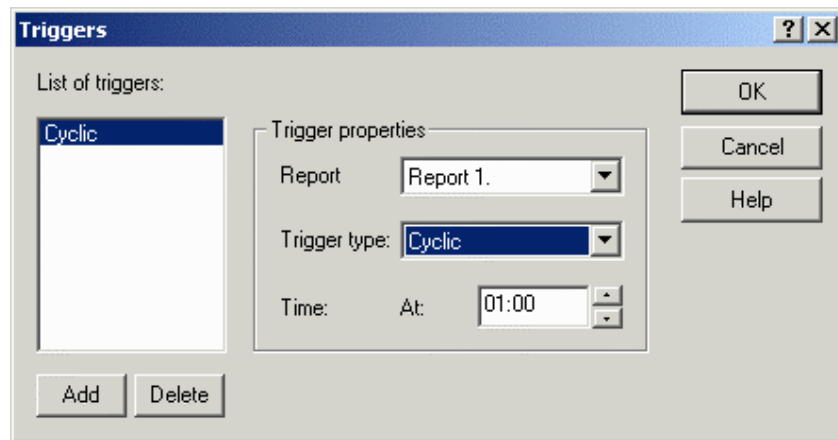 Triggers
List of triggers:
Cyclic
Trigger properties
Report Report 1.
Trigger type: Cyclic
Time: At: 01:00
OK
Cancel
Help
Add Delete